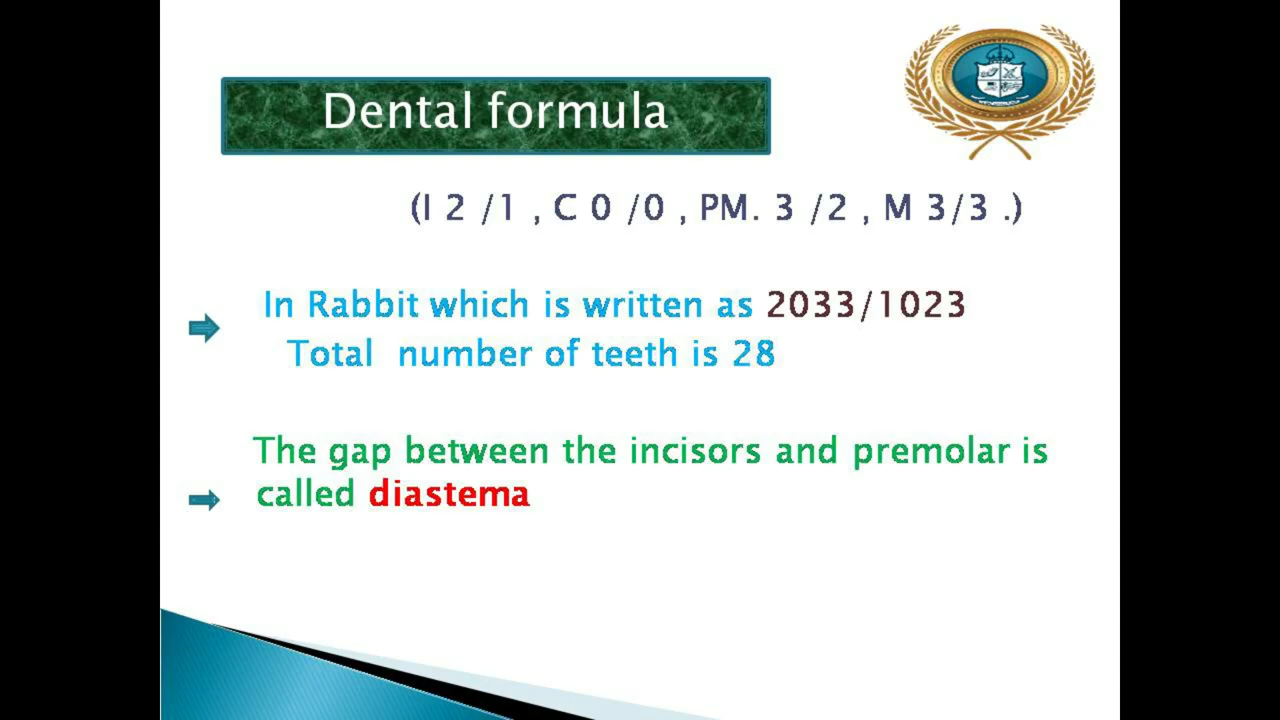 Dental formula
(I 2 /1 , C 0 /0 , PM. 3 /2 , M 3/3 .)
In Rabbit which is written as 2033/1023
Total number of teeth is 28
The gap between the incisors and premolar is
called diastema